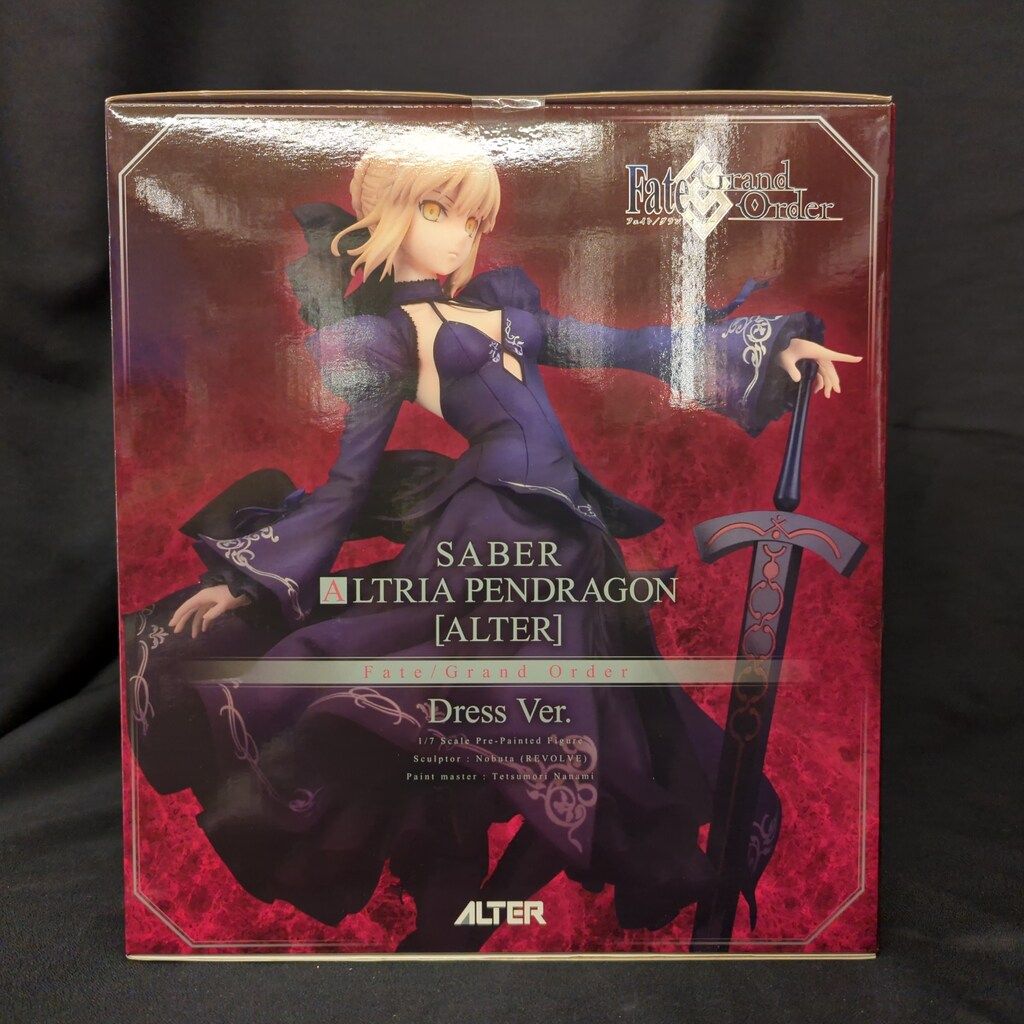 Fate Grand Order
フェイト/グランドオーダー
SABER
ALTRIA PENDRAGON
[ALTER]
Fate/Grand Order
Dress Ver.
1/7 Scale Pre-Painted Figure
Sculptor : Nobuta (REVOLVE)
Paint master : Tetsumori Nanami
ALTER